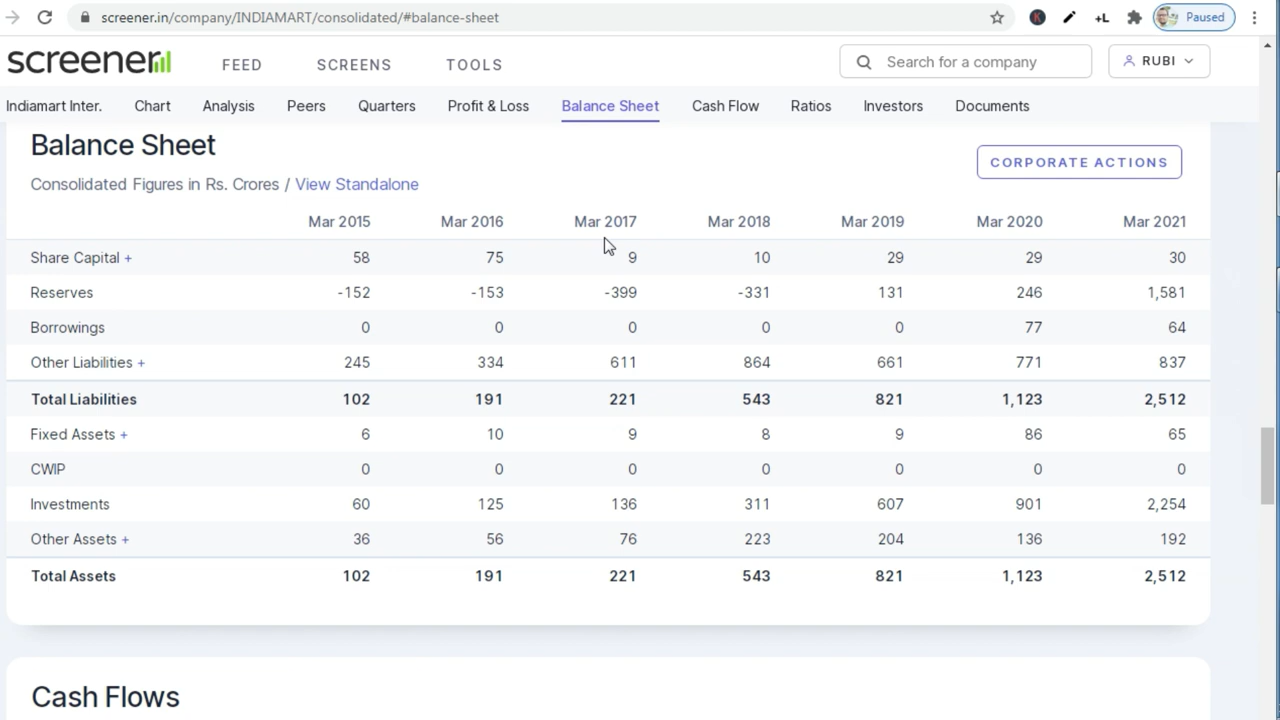 screener.in/company/INDIAMART/consolidated/#balance-sheet
K
+L
Paused
screener
FEED
SCREENS
TOOLS
Search for a company
RUBI
Indiamart Inter. Chart Analysis Peers Quarters Profit & Loss Balance Sheet Cash Flow Ratios Investors Documents
Balance Sheet
CORPORATE ACTIONS
Consolidated Figures in Rs. Crores / View Standalone
Mar 2015 Mar 2016 Mar 2017 Mar 2018 Mar 2019 Mar 2020 Mar 2021
Share Capital + 58 75 9 10 29 29 30
Reserves -152 -153 -399 -331 131 246 1,581
Borrowings 0 0 0 0 0 77 64
Other Liabilities + 245 334 611 864 661 771 837
Total Liabilities 102 191 221 543 821 1,123 2,512
Fixed Assets + 6 10 9 8 9 86 65
CWIP 0 0 0 0 0 0 0
Investments 60 125 136 311 607 901 2,254
Other Assets + 36 56 76 223 204 136 192
Total Assets 102 191 221 543 821 1,123 2,512
Cash Flows